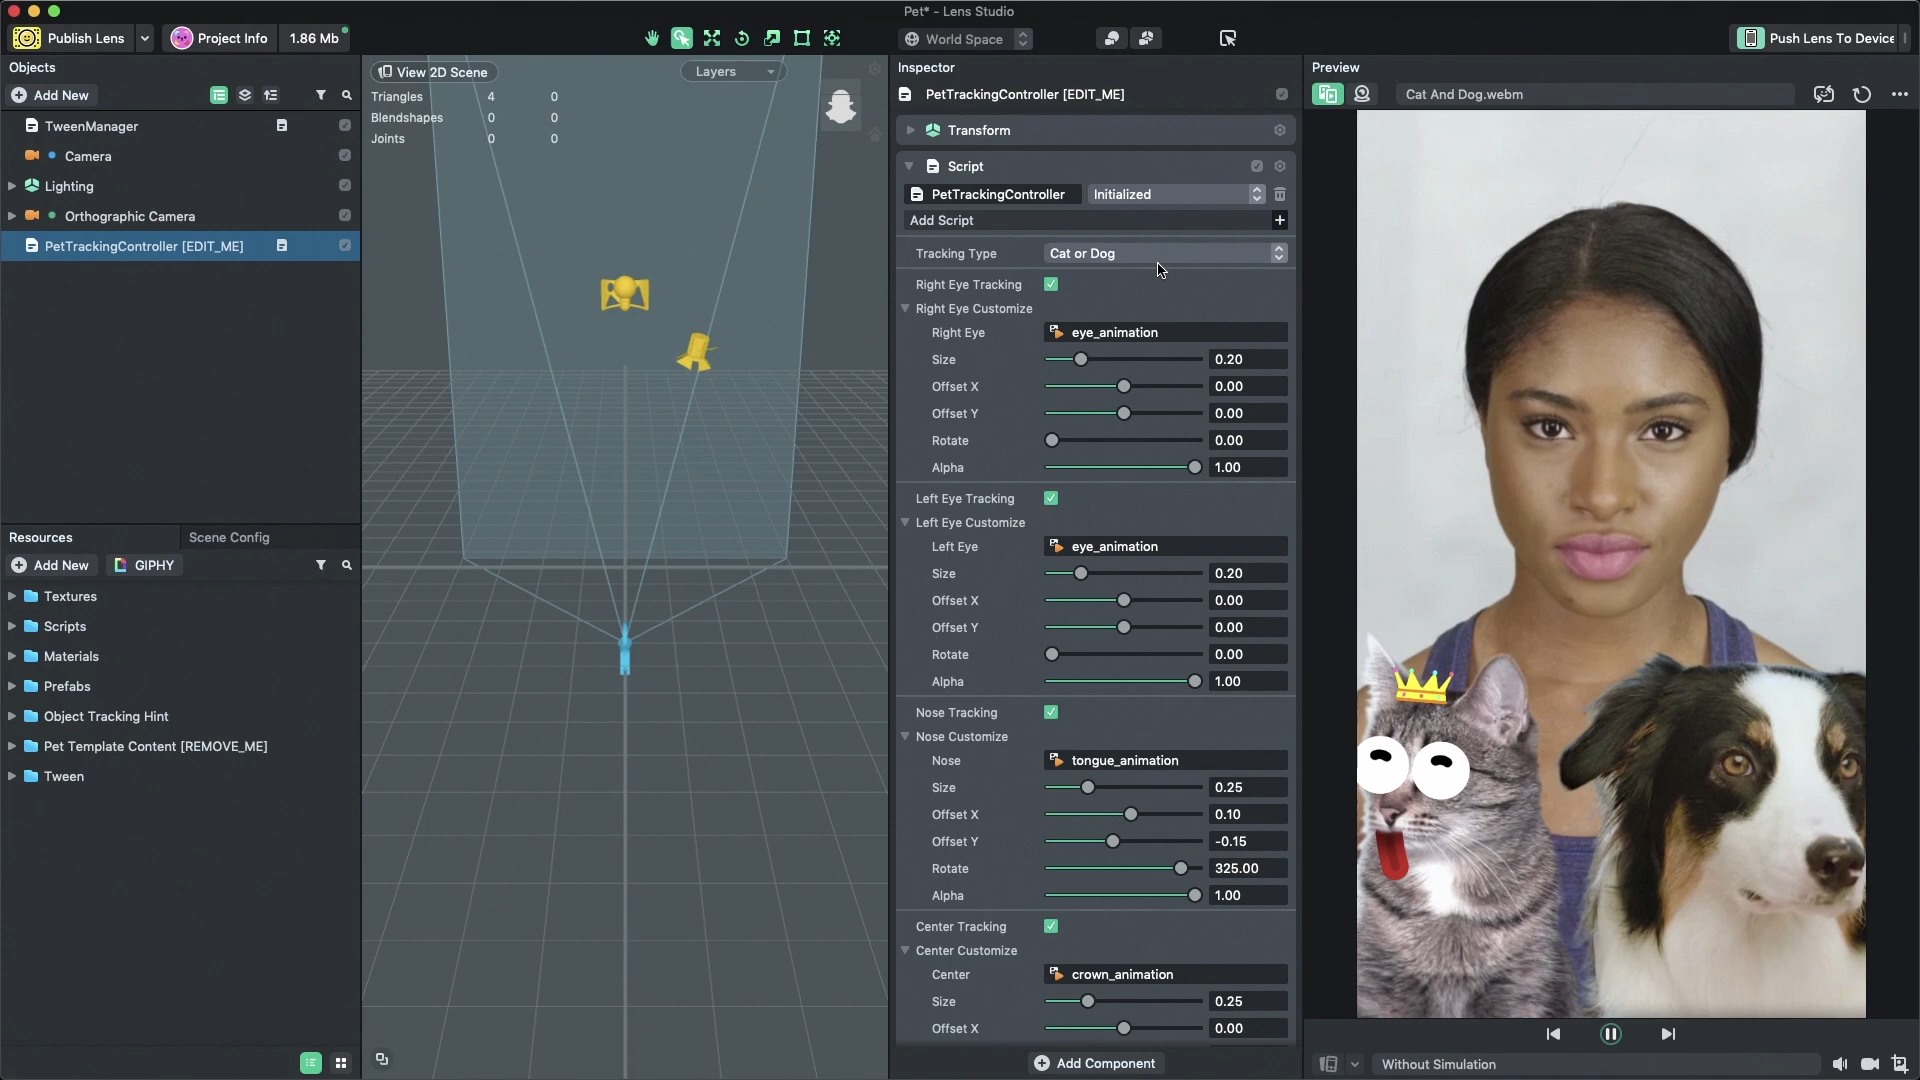 Pet* - Lens Studio
Publish Lens
Project Info
1.86 Mb
World Space
Push Lens To Device
Objects
Add New
TweenManager
Camera
Lighting
Orthographic Camera
PetTrackingController [EDIT_ME]
Resources
Scene Config
Add New
GIPHY
Textures
Scripts
Materials
Prefabs
Object Tracking Hint
Pet Template Content [REMOVE_ME]
Tween
View 2D Scene
Layers
Triangles 4 0
Blendshapes 0 0
Joints 0 0
Inspector
PetTrackingController [EDIT_ME]
Transform
Script
PetTrackingController Initialized
Add Script
Tracking Type Cat or Dog
Right Eye Tracking
Right Eye Customize
Right Eye eye_animation
Size 0.20
Offset X 0.00
Offset Y 0.00
Rotate 0.00
Alpha 1.00
Left Eye Tracking
Left Eye Customize
Left Eye eye_animation
Size 0.20
Offset X 0.00
Offset Y 0.00
Rotate 0.00
Alpha 1.00
Nose Tracking
Nose Customize
Nose tongue_animation
Size 0.25
Offset X 0.10
Offset Y -0.15
Rotate 325.00
Alpha 1.00
Center Tracking
Center Customize
Center crown_animation
Size 0.25
Offset X 0.00
Add Component
Preview
Cat And Dog.webm
Without Simulation